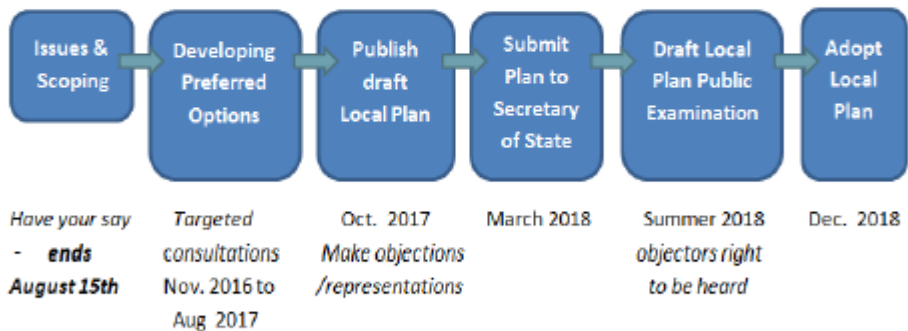 Issues &
Scoping
Developing
Preferred
Options
Publish
draft
Local Plan
Submit
Plan to
Secretary
of State
Draft Local
Plan Public
Examination
Adopt
Local
Plan
Have your say
- ends
August 15th
Targeted
consultations
Nov. 2016 to
Aug 2017
Oct. 2017
Make objections
/representations
March 2018
Summer 2018
objectors right
to be heard
Dec. 2018